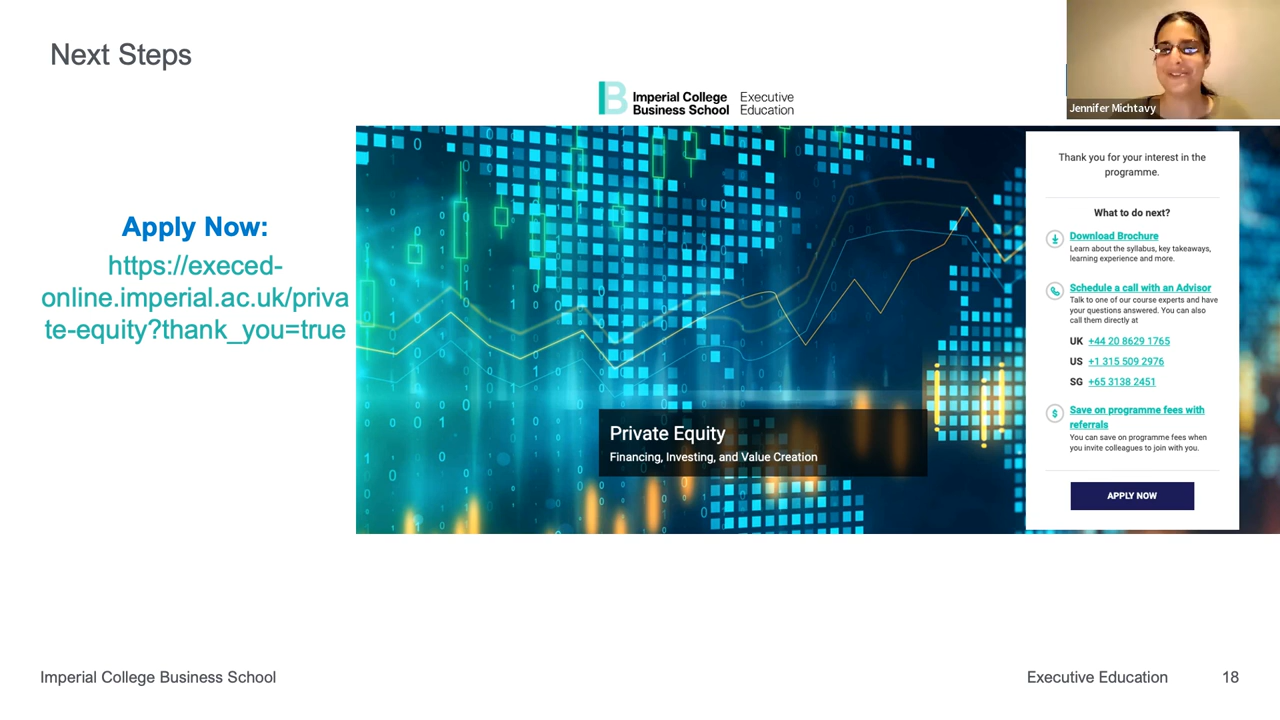 Next Steps
Imperial College Executive
Business School Education
Jennifer Michtavy
Apply Now:
https://execed-
online.imperial.ac.uk/priva
te-equity?thank_you=true
Private Equity
Financing, Investing, and Value Creation
Thank you for your interest in the
programme.
What to do next?
Download Brochure
Learn about the syllabus, key takeaways,
learning experience and more.
Schedule a call with an Advisor
Talk to one of our course experts and have
your questions answered. You can also
call them directly at
UK +44 20 8629 1765
US +1 315 509 2976
SG +65 3138 2451
Save on programme fees with
referrals
You can save on programme fees when
you invite colleagues to join with you.
APPLY NOW
Imperial College Business School
Executive Education 18